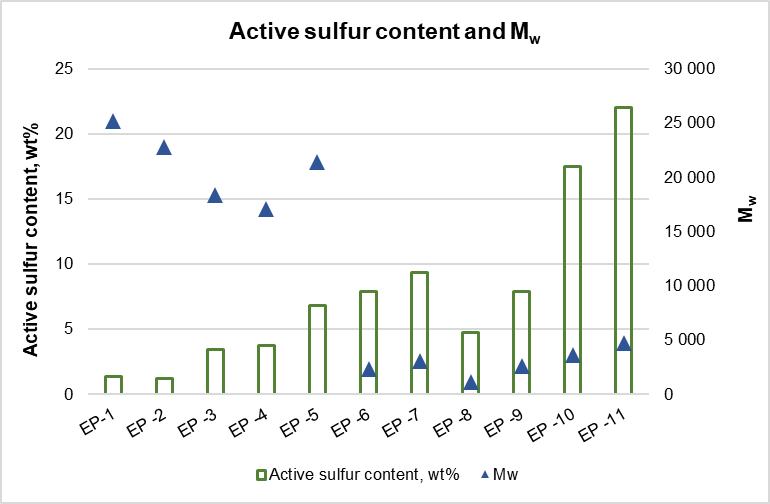 Active sulfur content and Mw
25
20
15
10
5
0
Active sulfur content, wt%
30 000
25 000
20 000
15 000
10 000
5 000
0
Mw
EP-1
EP -2
EP -3
EP -4
EP -5
EP -6
EP -7
EP -8
EP -9
EP -10
EP -11
Active sulfur content, wt% Mw